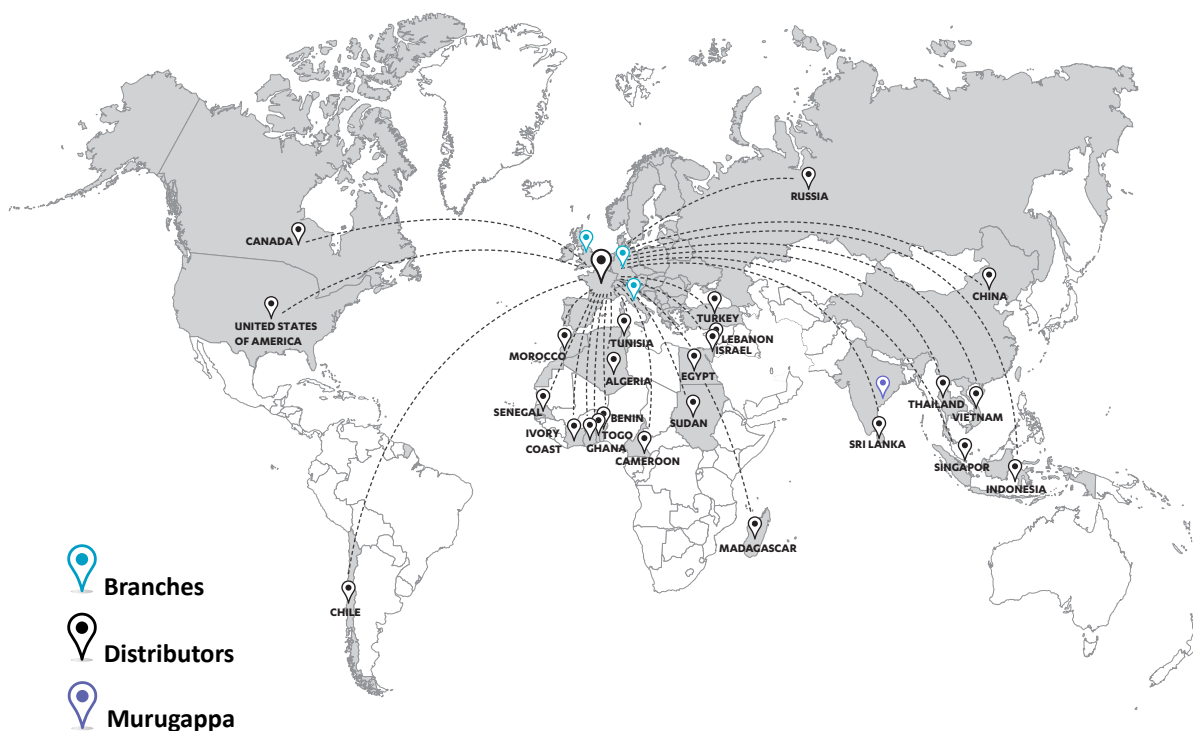 RUSSIA
CANADA
CHINA
UNITED STATES
OF AMERICA
TURKEY
LEBANON
ISRAEL
TUNISIA
MOROCCO
EGYPT
ALGERIA
THAILAND
VIETNAM
SENEGAL
BENIN
SUDAN
IVORY
COAST
TOGO
GHANA
CAMEROON
SRI LANKA
SINGAPOR
INDONESIA
MADAGASCAR
CHILE
Branches
Distributors
Murugappa